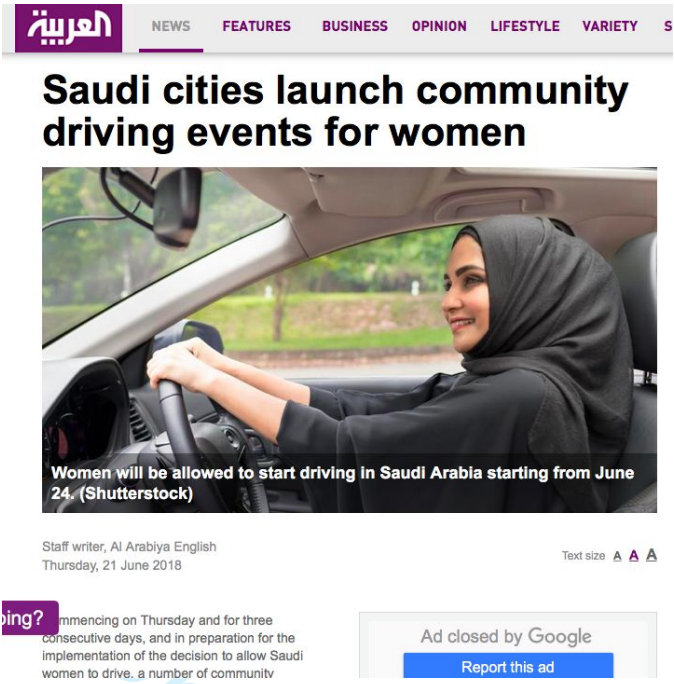 العربية
NEWS FEATURES BUSINESS OPINION LIFESTYLE VARIETY S
Saudi cities launch community
driving events for women
Women will be allowed to start driving in Saudi Arabia starting from June
24. (Shutterstock)
Staff writer, Al Arabiya English
Thursday, 21 June 2018
Text size A A A
ping?
mmencing on Thursday and for three
consecutive days, and in preparation for the
implementation of the decision to allow Saudi
women to drive, a number of community
Ad closed by Google
Report this ad